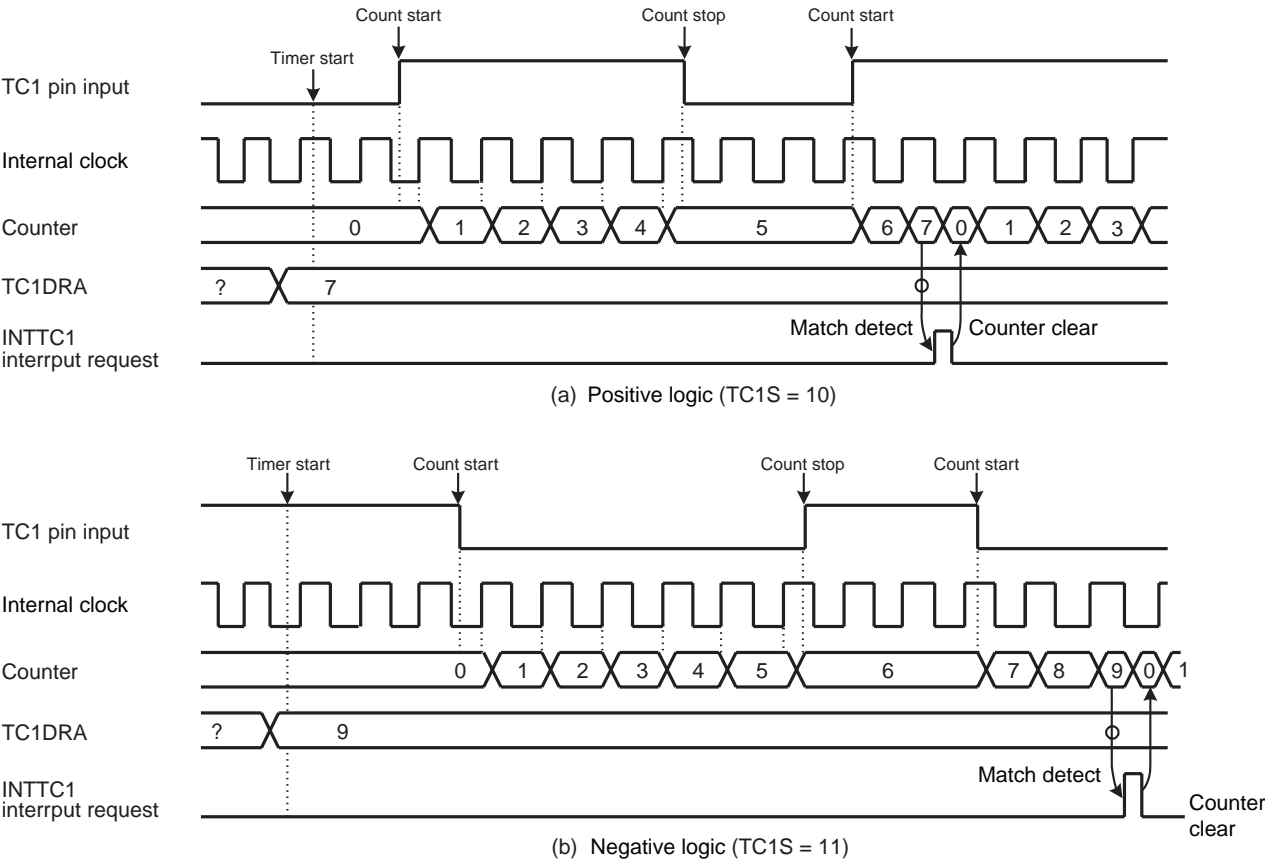 Count start Count stop Count start
Timer start
TC1 pin input
Internal clock
Counter 0 1 2 3 4 5 6 7 0 1 2 3
TC1DRA ? 7
INTTC1
interrput request
Match detect Counter clear
(a) Positive logic (TC1S = 10)
Timer start Count start Count stop Count start
TC1 pin input
Internal clock
Counter 0 1 2 3 4 5 6 7 8 9 0 1
TC1DRA ? 9
INTTC1
interrput request
Match detect
Counter
clear
(b) Negative logic (TC1S = 11)